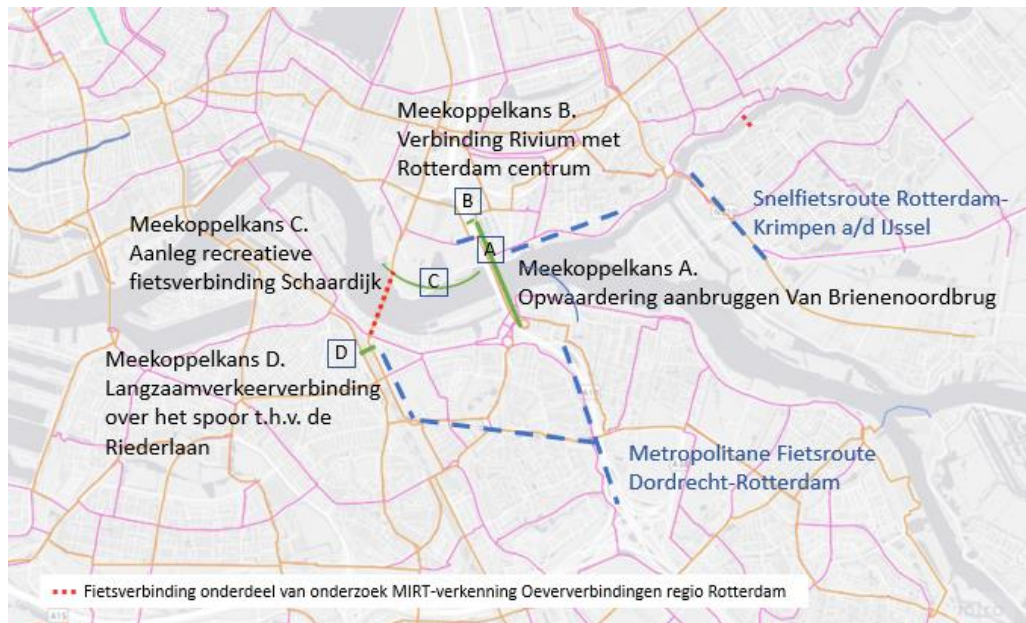 Meekoppelkans B.
Verbinding Rivium met
Rotterdam centrum
B
Snelfietsroute Rotterdam-
Krimpen a/d IJssel
Meekoppelkans C.
Aanleg recreatieve
fietsverbinding Schaardijk
A
C
Meekoppelkans A.
Opwaardering aanbruggen Van Brienenoordbrug
D
Meekoppelkans D.
Langzaamverkeerverbinding
over het spoor t.h.v. de
Riederlaan
Metropolitane Fietsroute
Dordrecht-Rotterdam
Fietsverbinding onderdeel van onderzoek MIRT-verkenning Oeververbindingen regio Rotterdam
A15